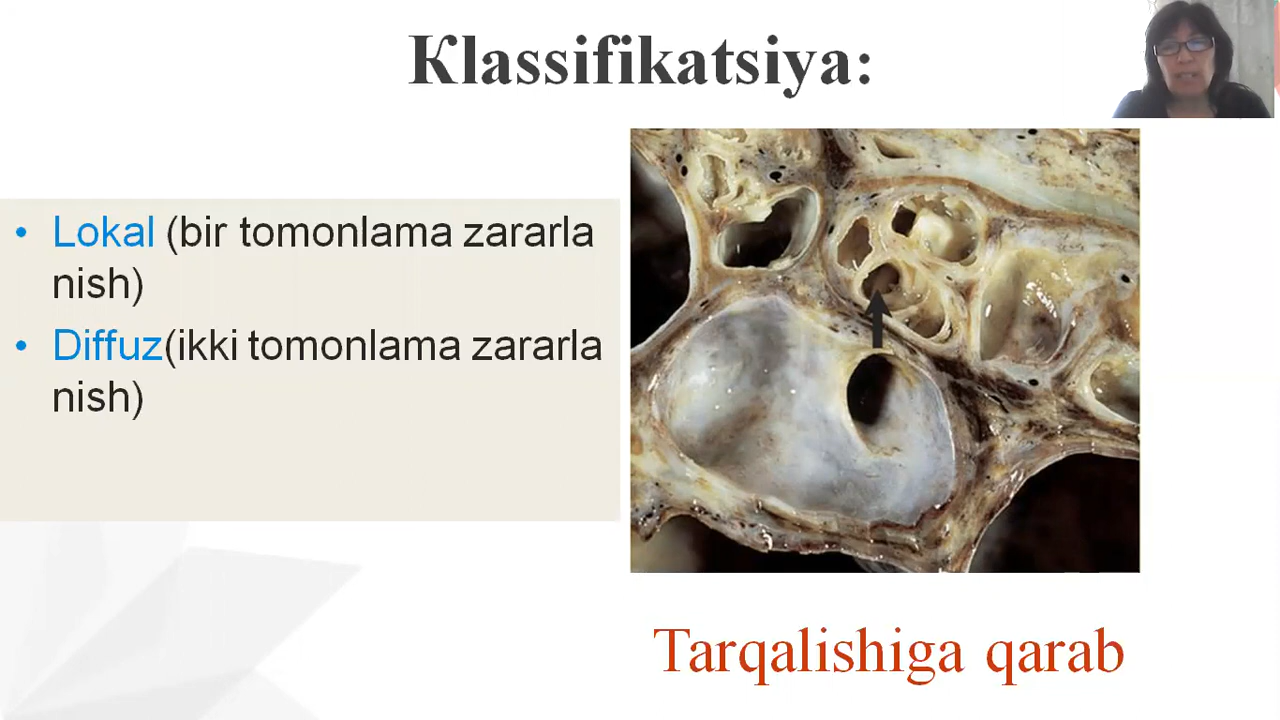 Klassifikatsiya:
• Lokal (bir tomonlama zararla
nish)
• Diffuz(ikki tomonlama zararla
nish)
Tarqalishiga qarab